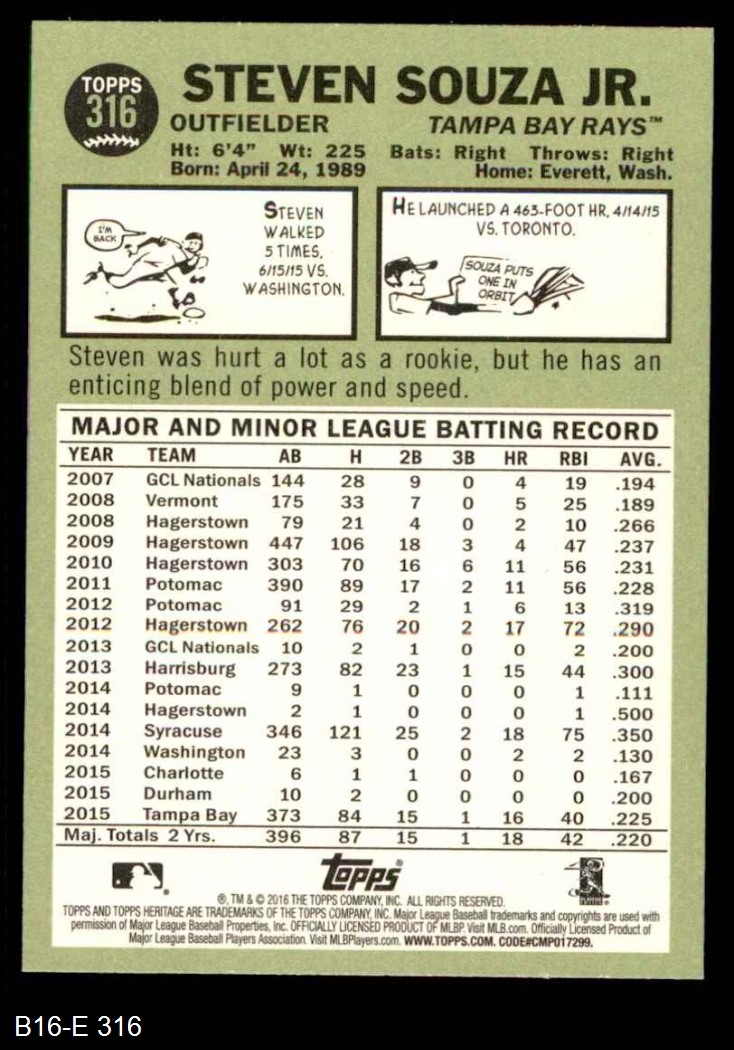 TOPPS
316
STEVEN SOUZA JR.
OUTFIELDER TAMPA BAY RAYS™
Ht: 6'4" Wt: 225 Bats: Right Throws: Right
Born: April 24, 1989 Home: Everett, Wash.
I'M
BACK
STEVEN
WALKED
5 TIMES,
6/15/15 VS.
WASHINGTON.
HE LAUNCHED A 463-FOOT HR, 4/14/15
VS. TORONTO.
SOUZA PUTS
ONE IN
ORBIT
Steven was hurt a lot as a rookie, but he has an
enticing blend of power and speed.
MAJOR AND MINOR LEAGUE BATTING RECORD
YEAR TEAM AB H 2B 3B HR RBI AVG.
2007 GCL Nationals 144 28 9 0 4 19 .194
2008 Vermont 175 33 7 0 5 25 .189
2008 Hagerstown 79 21 4 0 2 10 .266
2009 Hagerstown 447 106 18 3 4 47 .237
2010 Hagerstown 303 70 16 6 11 56 .231
2011 Potomac 390 89 17 2 11 56 .228
2012 Potomac 91 29 2 1 6 13 .319
2012 Hagerstown 262 76 20 2 17 72 .290
2013 GCL Nationals 10 2 1 0 0 2 .200
2013 Harrisburg 273 82 23 1 15 44 .300
2014 Potomac 9 1 0 0 0 1 .111
2014 Hagerstown 2 1 0 0 0 1 .500
2014 Syracuse 346 121 25 2 18 75 .350
2014 Washington 23 3 0 0 2 2 .130
2015 Charlotte 6 1 1 0 0 0 .167
2015 Durham 10 2 0 0 0 0 .200
2015 Tampa Bay 373 84 15 1 16 40 .225
Maj. Totals 2 Yrs. 396 87 15 1 18 42 .220
Topps
®, TM & © 2016 THE TOPPS COMPANY, INC. ALL RIGHTS RESERVED.
TOPPS AND TOPPS HERITAGE ARE TRADEMARKS OF THE TOPPS COMPANY, INC. Major League Baseball trademarks and copyrights are used with
permission of Major League Baseball Properties, Inc. OFFICIALLY LICENSED PRODUCT OF MLBP. Visit MLB.com. Officially Licensed Product of
Major League Baseball Players Association. Visit MLBPlayers.com. WWW.TOPPS.COM. CODE#CMP017299.
B16-E 316